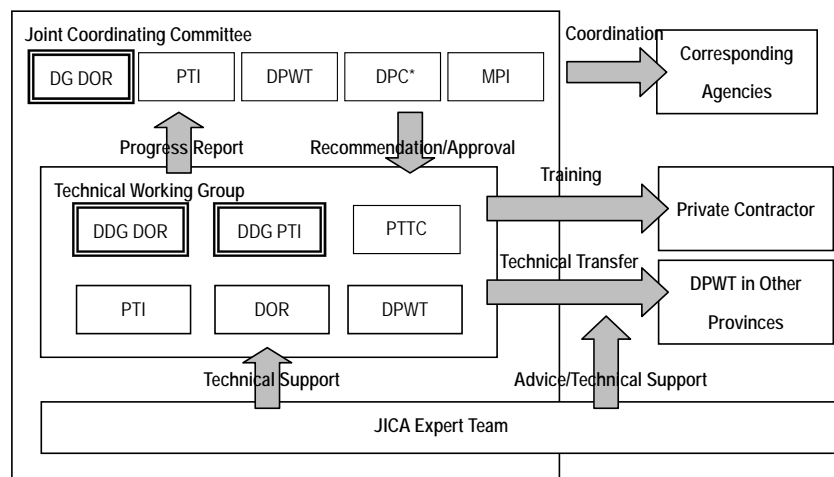 Joint Coordinating Committee
DG DOR
PTI
DPWT
DPC*
MPI
Coordination
Corresponding
Agencies
Progress Report
Recommendation/Approval
Technical Working Group
DDG DOR
DDG PTI
PTTC
PTI
DOR
DPWT
Training
Private Contractor
Technical Transfer
DPWT in Other
Provinces
Technical Support
Advice/Technical Support
JICA Expert Team